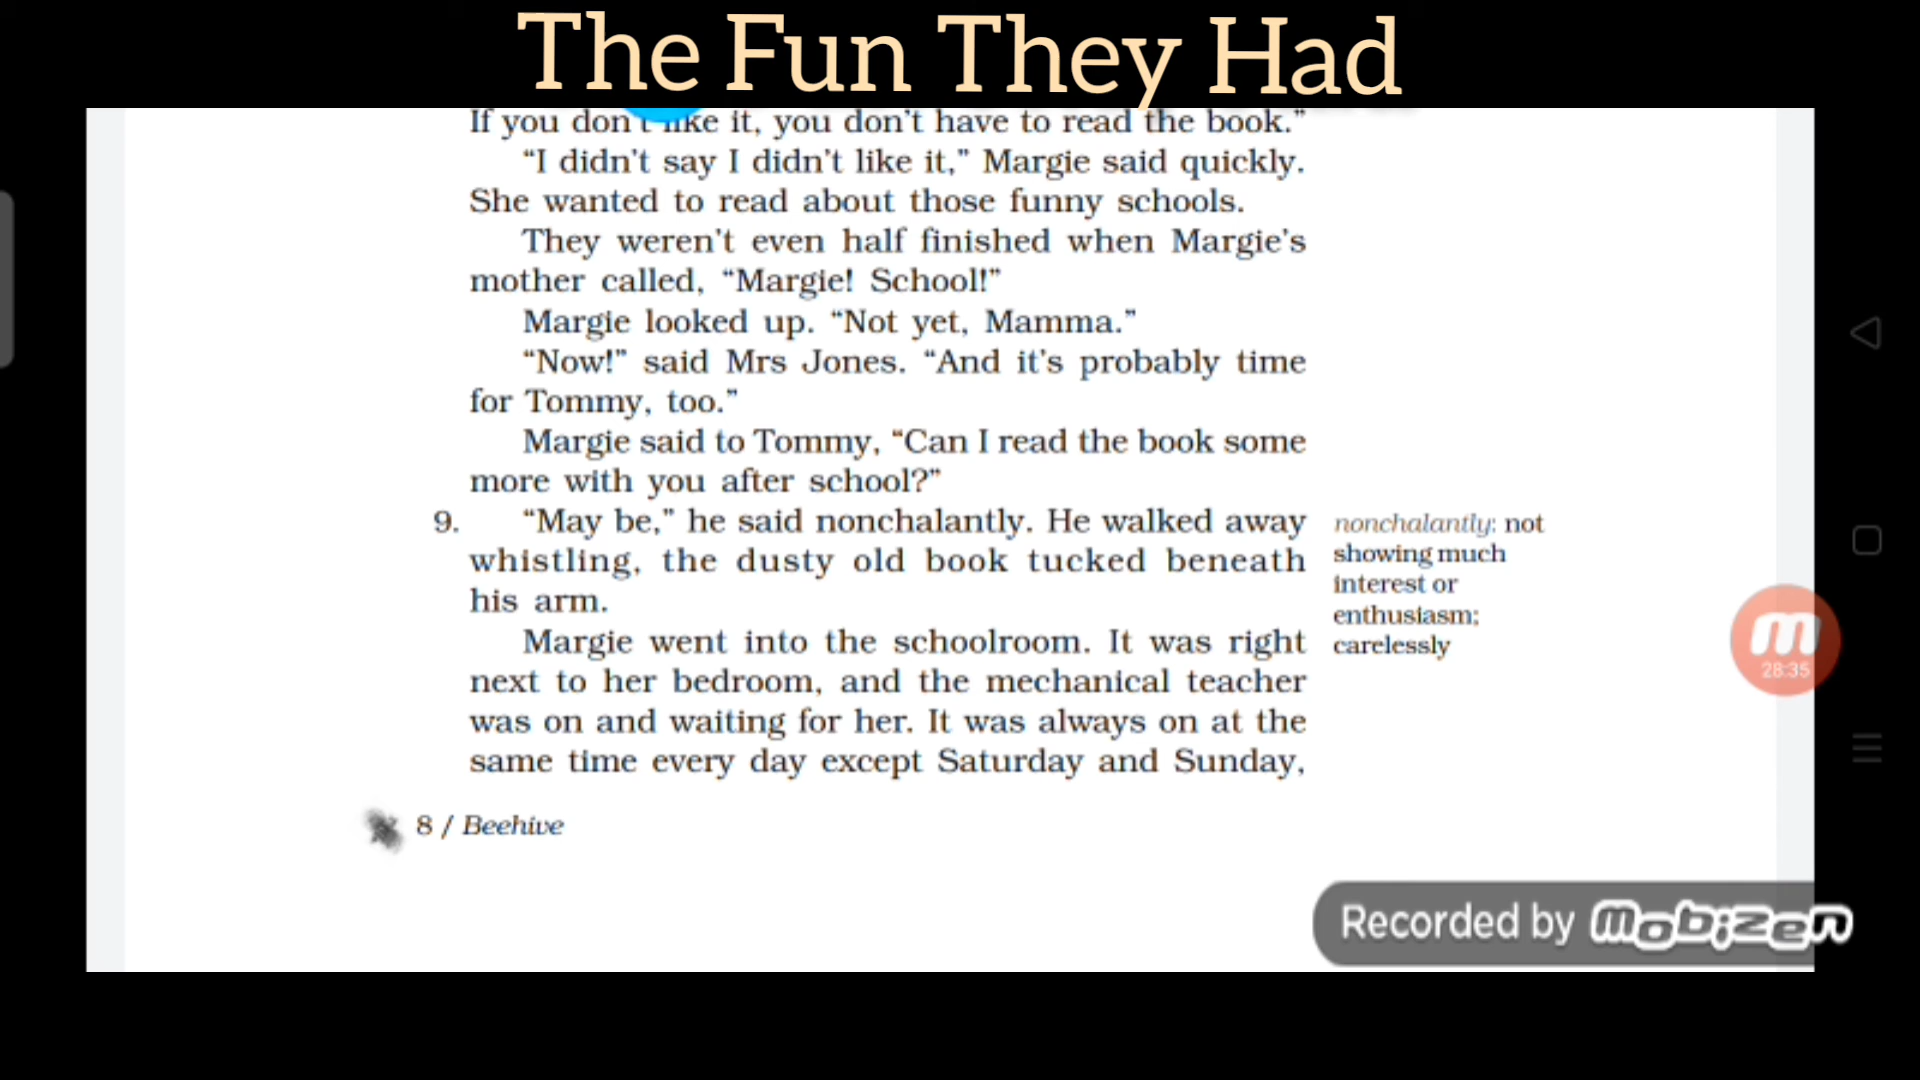 The Fun They Had
If you don't like it, you don't have to read the book.”
“I didn't say I didn't like it,” Margie said quickly.
She wanted to read about those funny schools.
They weren't even half finished when Margie's
mother called, “Margie! School!”
Margie looked up. “Not yet, Mamma.”
“Now!” said Mrs Jones. “And it's probably time
for Tommy, too.”
Margie said to Tommy, “Can I read the book some
more with you after school?”
9. “May be,” he said nonchalantly. He walked away
whistling, the dusty old book tucked beneath
his arm.
Margie went into the schoolroom. It was right
next to her bedroom, and the mechanical teacher
was on and waiting for her. It was always on at the
same time every day except Saturday and Sunday,
nonchalantly: not
showing much
interest or
enthusiasm;
carelessly
8 / Beehive
28:35
Recorded by Mobizen